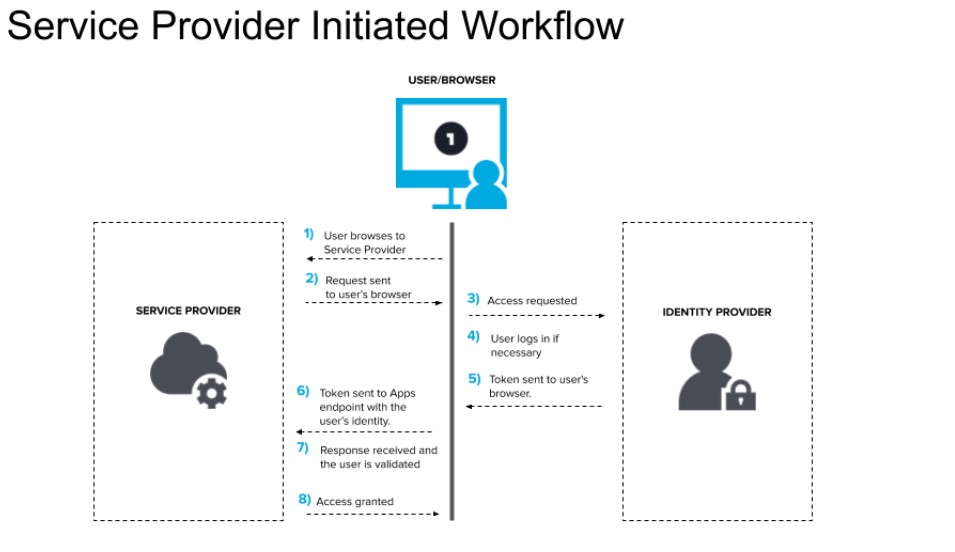 Service Provider Initiated Workflow
USER/BROWSER
1
1) User browses to
Service Provider
2) Request sent
to user's browser
3) Access requested
SERVICE PROVIDER
IDENTITY PROVIDER
4) User logs in if
necessary
5) Token sent to user's
browser.
6) Token sent to Apps
endpoint with the
user's identity.
7) Response received and
the user is validated
8) Access granted